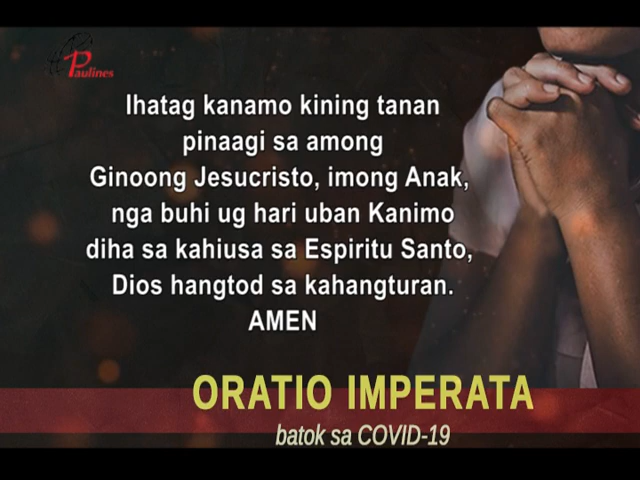 Paulines
Ihatag kanamo kining tanan
pinaagi sa among
Ginoong Jesucristo, imong Anak,
nga buhi ug hari uban Kanimo
diha sa kahiusa sa Espiritu Santo,
Dios hangtod sa kahangturan.
AMEN
ORATIO IMPERATA
batok sa COVID-19